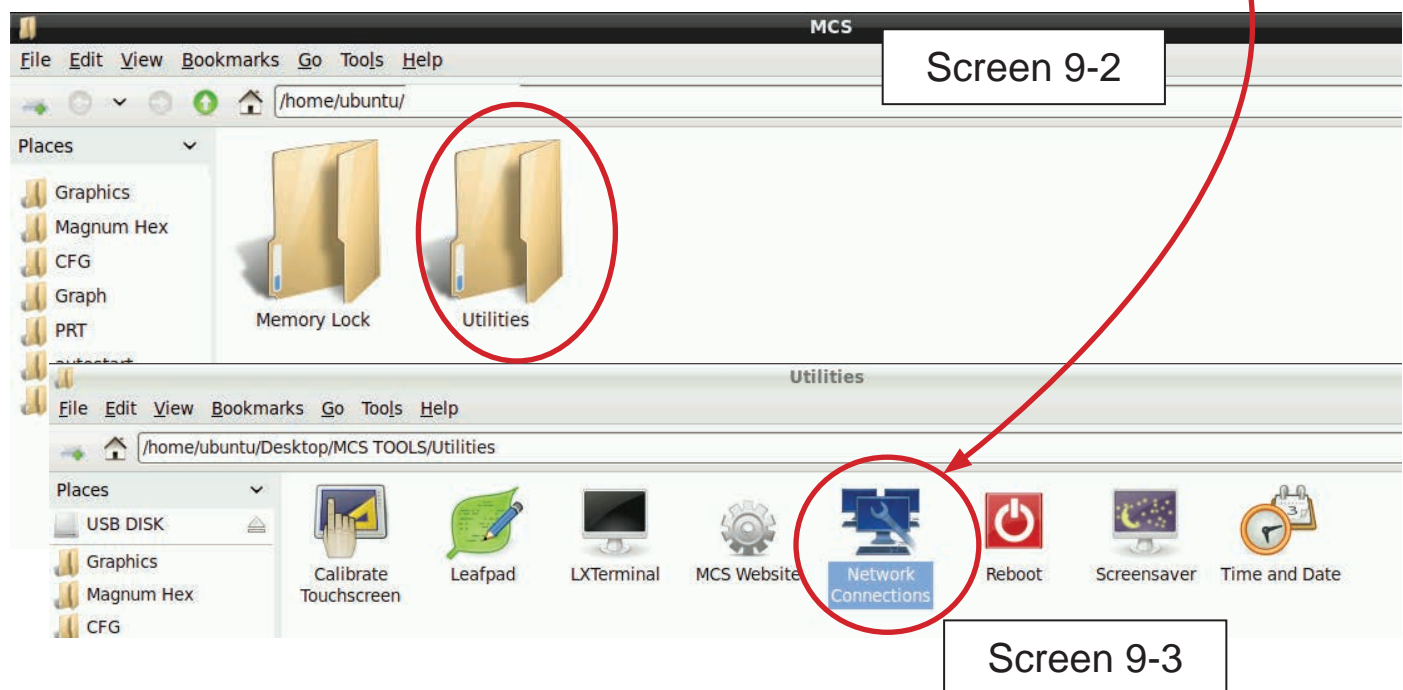 MCS
Screen 9-2
File Edit View Bookmarks Go Tools Help
/home/ubuntu/
Places
Graphics
Magnum Hex
CFG
Graph
PRT
autostart
Memory Lock
Utilities
Utilities
File Edit View Bookmarks Go Tools Help
/home/ubuntu/Desktop/MCS TOOLS/Utilities
Places
USB DISK
Graphics
Magnum Hex
CFG
Calibrate
Touchscreen
Leafpad
LXTerminal
MCS Website
Network
Connections
Reboot
Screensaver
3
Time and Date
Screen 9-3